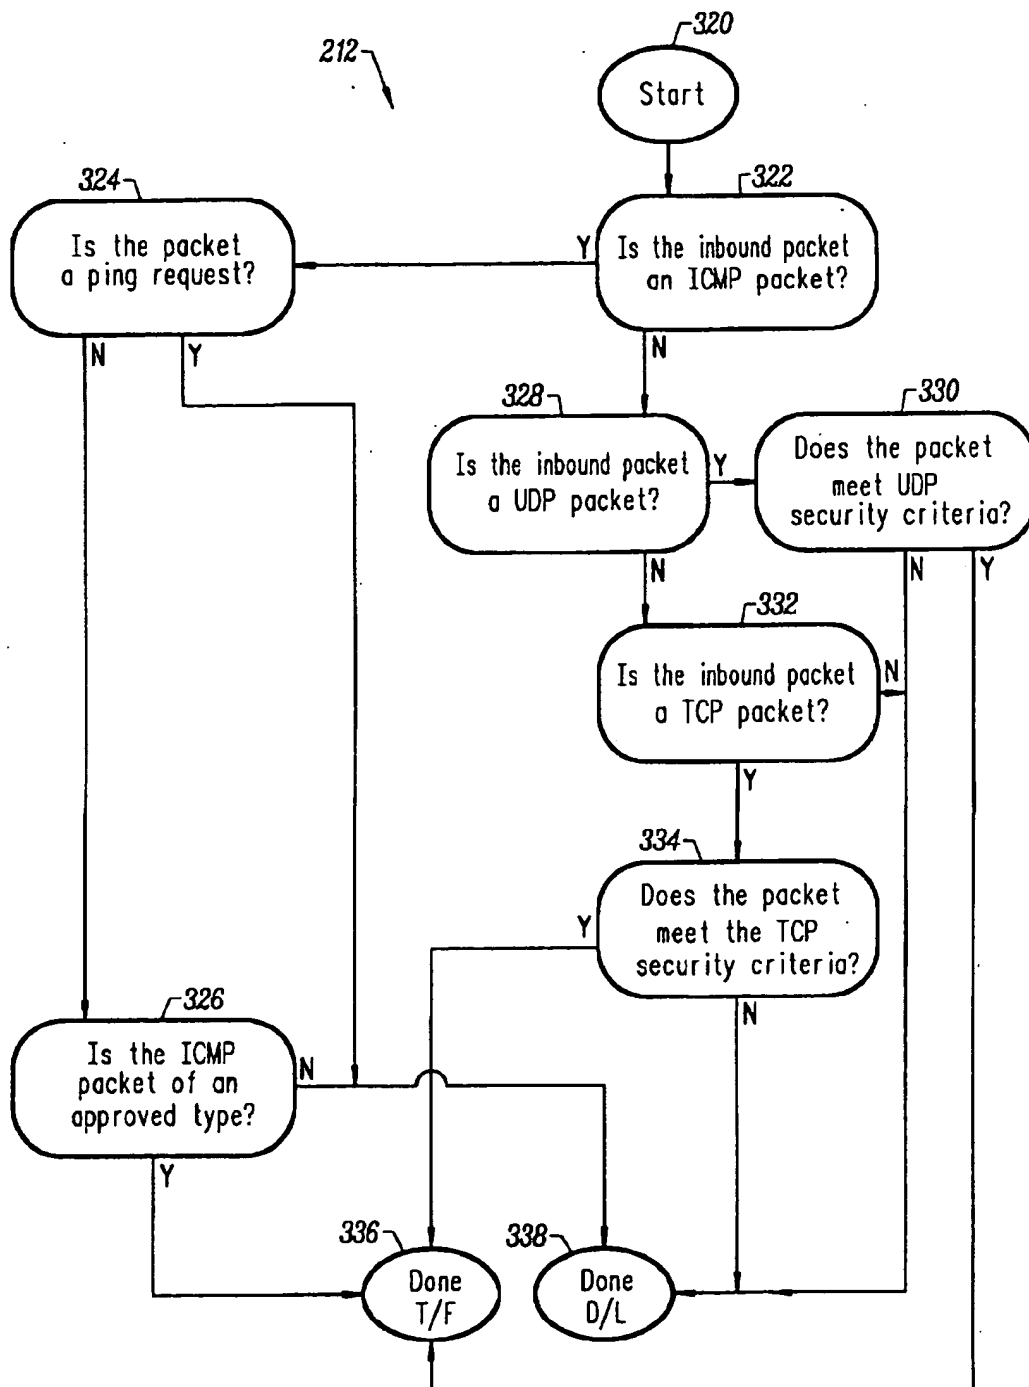 320
212
Start
324
322
Is the packet
a ping request?
Y
Is the inbound packet
an ICMP packet?
N
Y
N
328
330
Is the inbound packet
a UDP packet?
Y
Does the packet
meet UDP
security criteria?
N
N
Y
332
Is the inbound packet
a TCP packet?
N
Y
334
Does the packet
meet the TCP
security criteria?
Y
N
326
Is the ICMP
packet of an
approved type?
N
Y
336
338
Done
T/F
Done
D/L